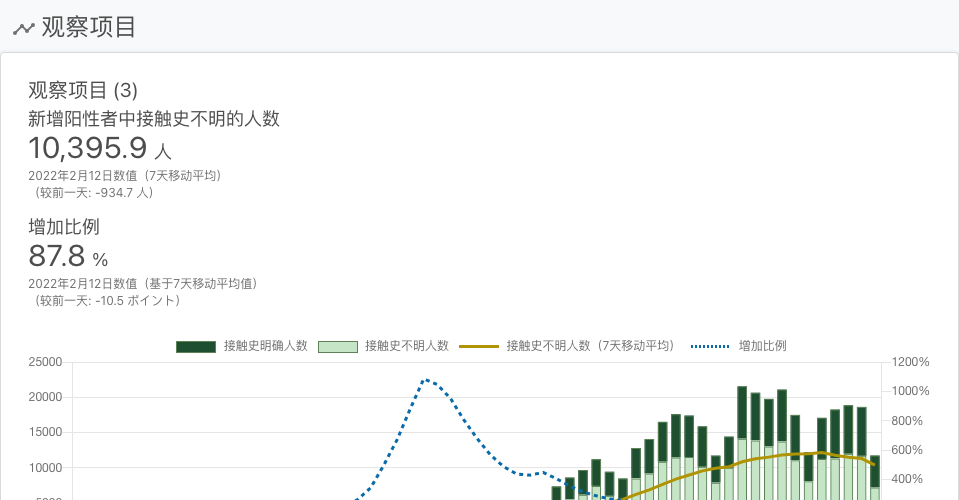 观察项目
观察项目 (3)
新增阳性者中接触史不明的人数
10,395.9 人
2022年2月12日数值（7天移动平均）
（较前一天: -934.7 人）
增加比例
87.8 %
2022年2月12日数值（基于7天移动平均值）
（较前一天: -10.5 ポイント）
接触史明确人数 接触史不明人数 接触史不明人数（7天移动平均） 增加比例
25000 1200%
20000 1000%
15000 800%
10000 600%
400%